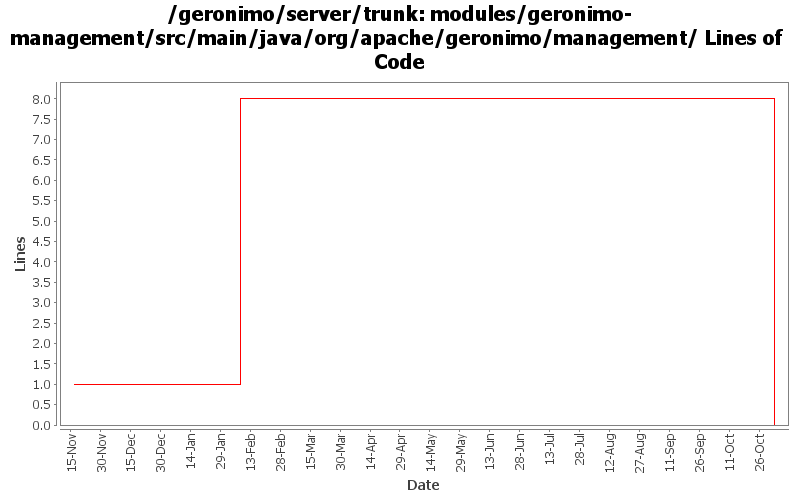 /geronimo/server/trunk: modules/geronimo-
management/src/main/java/org/apache/geronimo/management/ Lines of
Code
Lines
8.0
7.5
7.0
6.5
6.0
5.5
5.0
4.5
4.0
3.5
3.0
2.5
2.0
1.5
1.0
0.5
0.0
15-Nov
30-Nov
15-Dec
30-Dec
14-Jan
29-Jan
13-Feb
28-Feb
15-Mar
30-Mar
14-Apr
29-Apr
14-May
29-May
13-Jun
28-Jun
13-Jul
28-Jul
12-Aug
27-Aug
11-Sep
26-Sep
11-Oct
26-Oct
Date